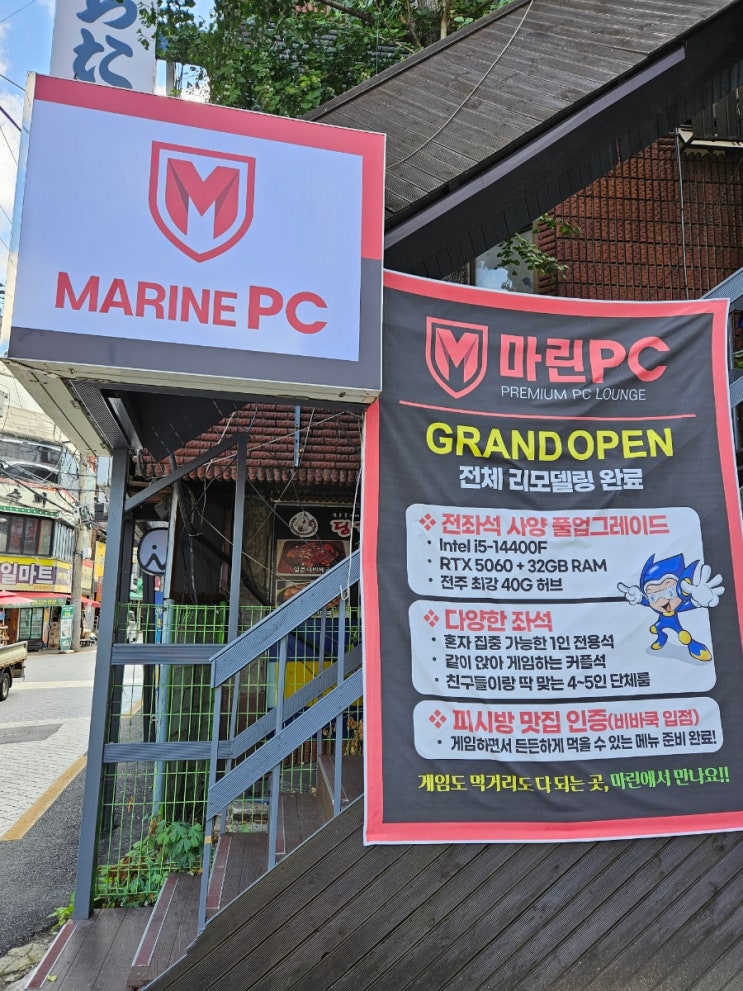 MARINE PC
마린PC
PREMIUM PC LOUNGE
GRAND OPEN
전체 리모델링 완료
❖ 전좌석 사양 풀업그레이드
· Intel i5-14400F
· RTX 5060 + 32GB RAM
· 전주 최강 40G 허브
❖ 다양한 좌석
· 혼자 집중 가능한 1인 전용석
· 같이 앉아 게임하는 커플석
· 친구들이랑 딱 맞는 4~5인 단체룸
❖ 피시방 맛집 인증(비바쿡 입점)
· 게임하면서 든든하게 먹을 수 있는 메뉴 준비 완료!
게임도 먹거리도 다 되는 곳, 마린에서 만나요!!
일마트